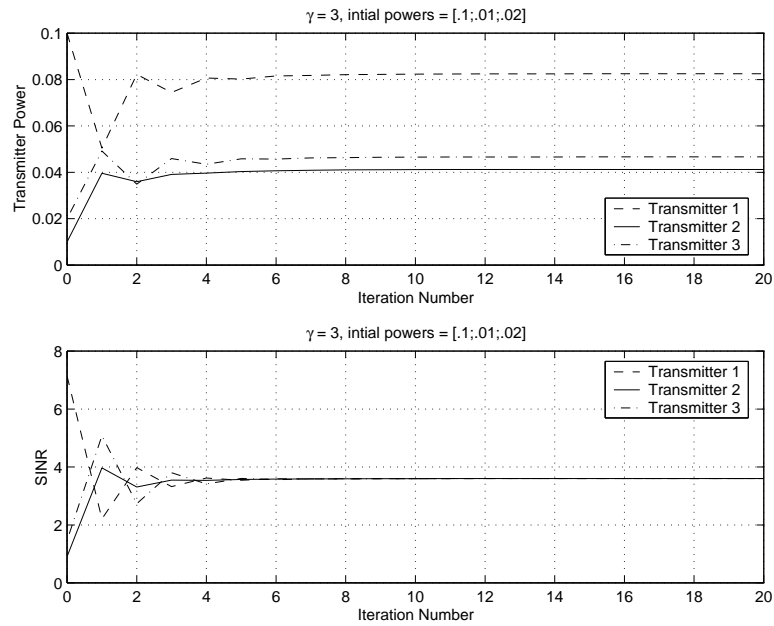 γ = 3, intial powers = [.1;.01;.02]
0.1
0.08
0.06
0.04
0.02
0
Transmitter Power
Transmitter 1
Transmitter 2
Transmitter 3
0 2 4 6 8 10 12 14 16 18 20
Iteration Number
γ = 3, intial powers = [.1;.01;.02]
8
6
4
2
0
SINR
Transmitter 1
Transmitter 2
Transmitter 3
0 2 4 6 8 10 12 14 16 18 20
Iteration Number